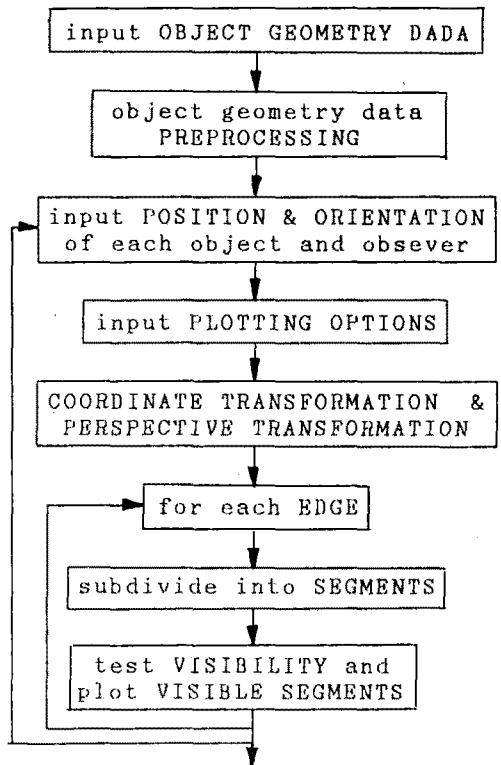 input OBJECT GEOMETRY DADA
object geometry data
PREPROCESSING
input POSITION & ORIENTATION
of each object and obsever
input PLOTTING OPTIONS
COORDINATE TRANSFORMATION &
PERSPECTIVE TRANSFORMATION
for each EDGE
subdivide into SEGMENTS
test VISIBILITY and
plot VISIBLE SEGMENTS